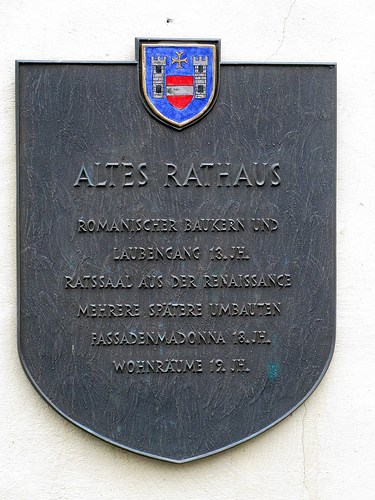 ALTES RATHAUS
ROMANISCHER BAUKERN UND
LAUBENGANG 13. JH.
RATSSAAL AUS DER RENAISSANCE
MEHRERE SPÄTERE UMBAUTEN
FASSADENMADONNA 18. JH.
WOHNRÄUME 19. JH.